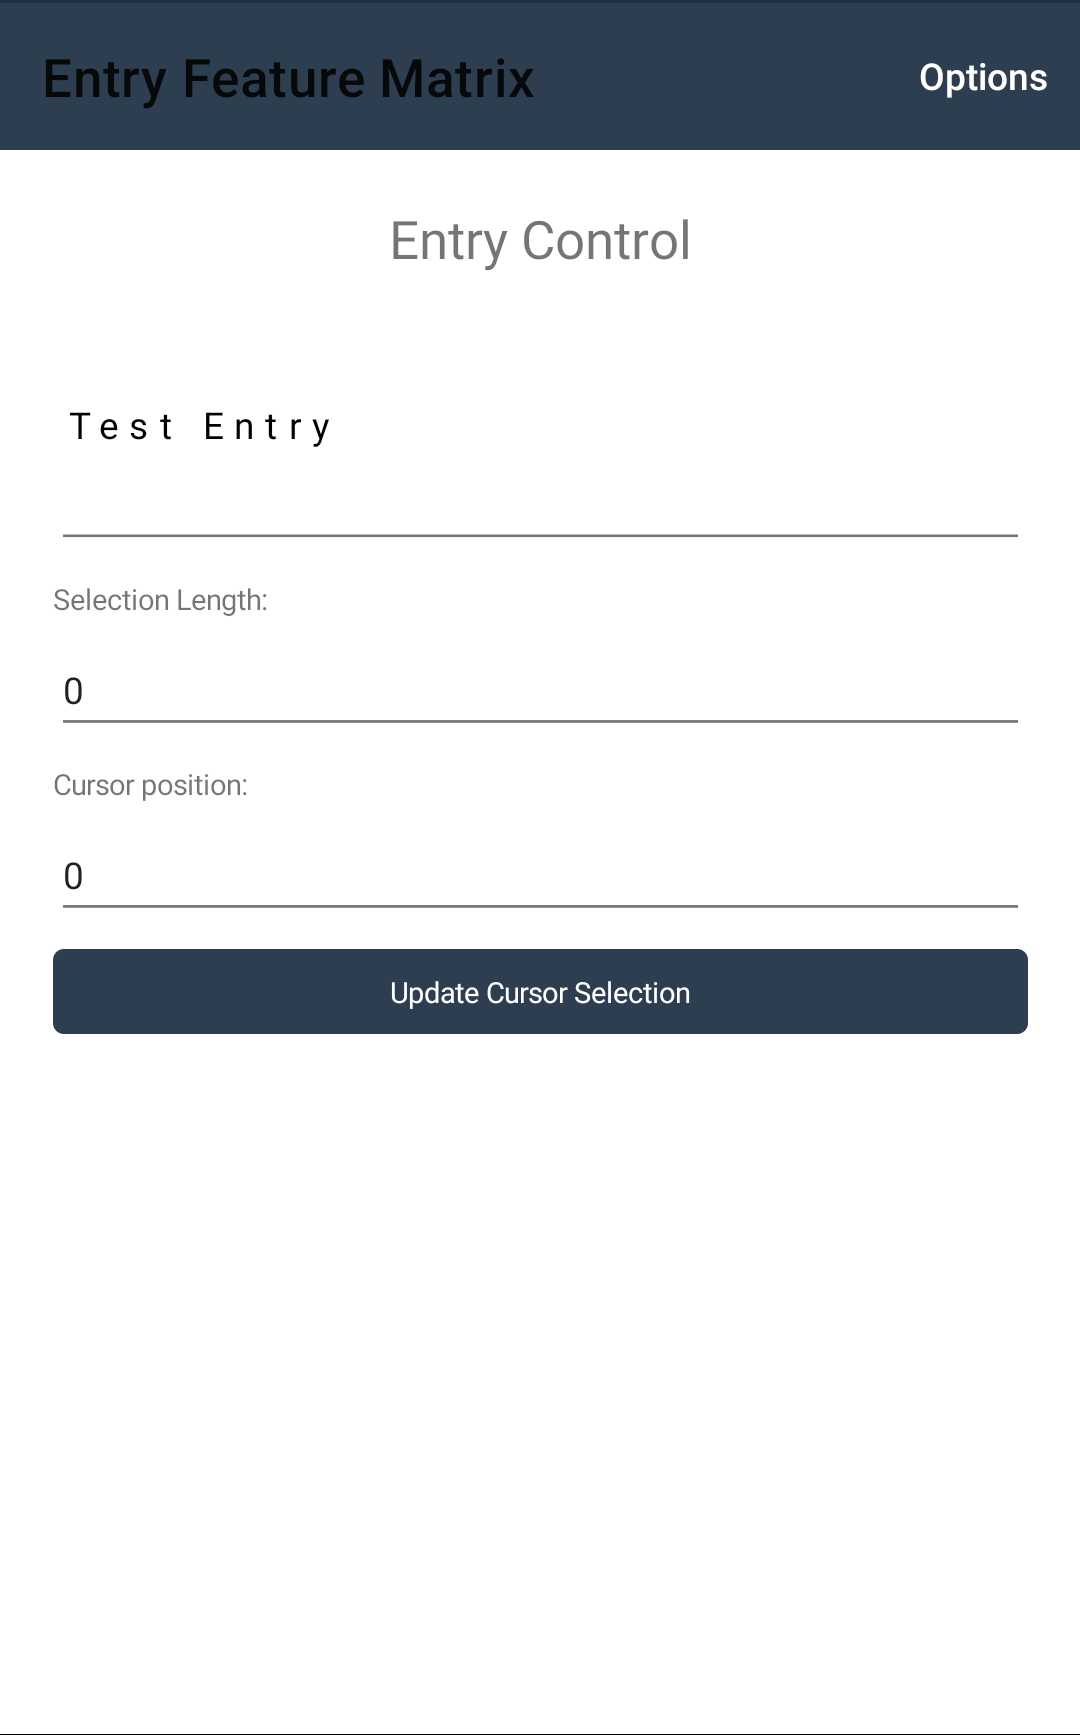 Entry Feature Matrix
Options
Entry Control
Test Entry
Selection Length:
0
Cursor position:
0
Update Cursor Selection